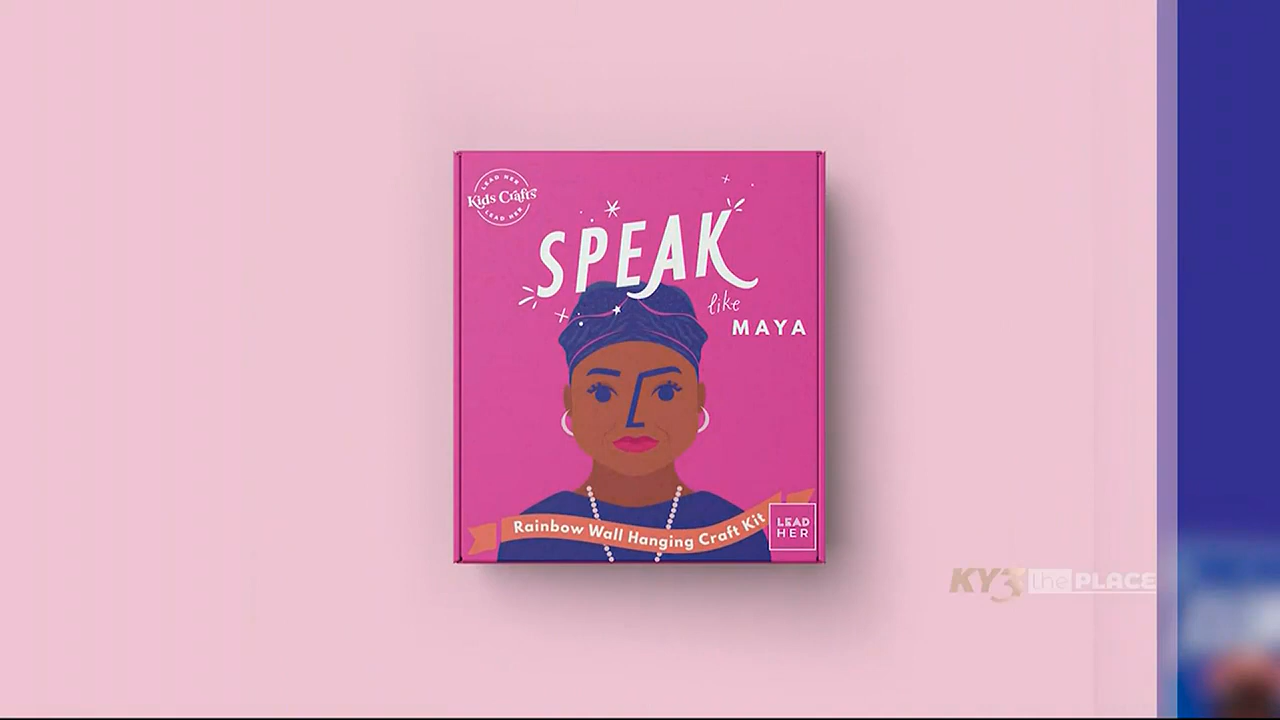 LEAD HER
Kids Crafts
LEAD HER
SPEAK
like
MAYA
Rainbow Wall Hanging Craft Kit
LEAD
HER
KY3 the PLACE